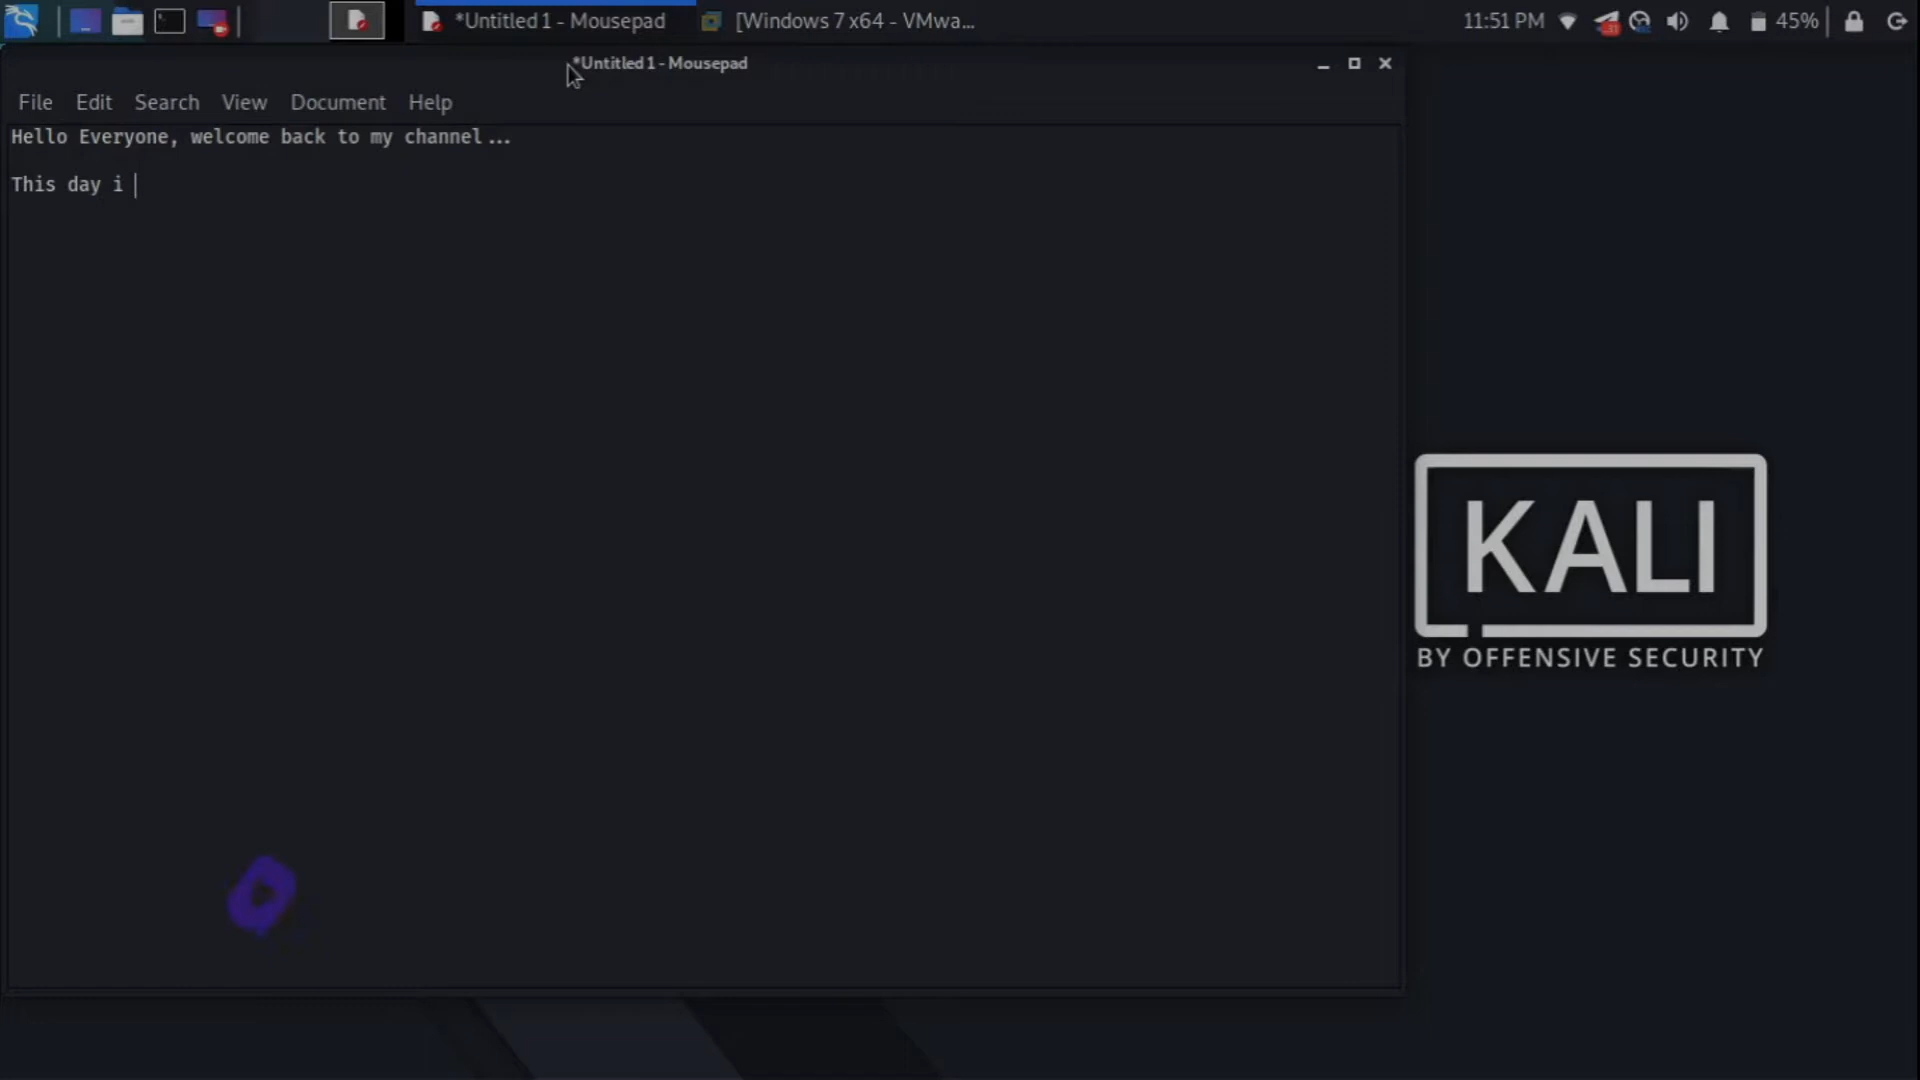 *Untitled 1 - Mousepad
[Windows 7 x64 - VMwa...
11:51 PM
45%
*Untitled 1 - Mousepad
File Edit Search View Document Help
Hello Everyone, welcome back to my channel...
This day i
KALI
BY OFFENSIVE SECURITY